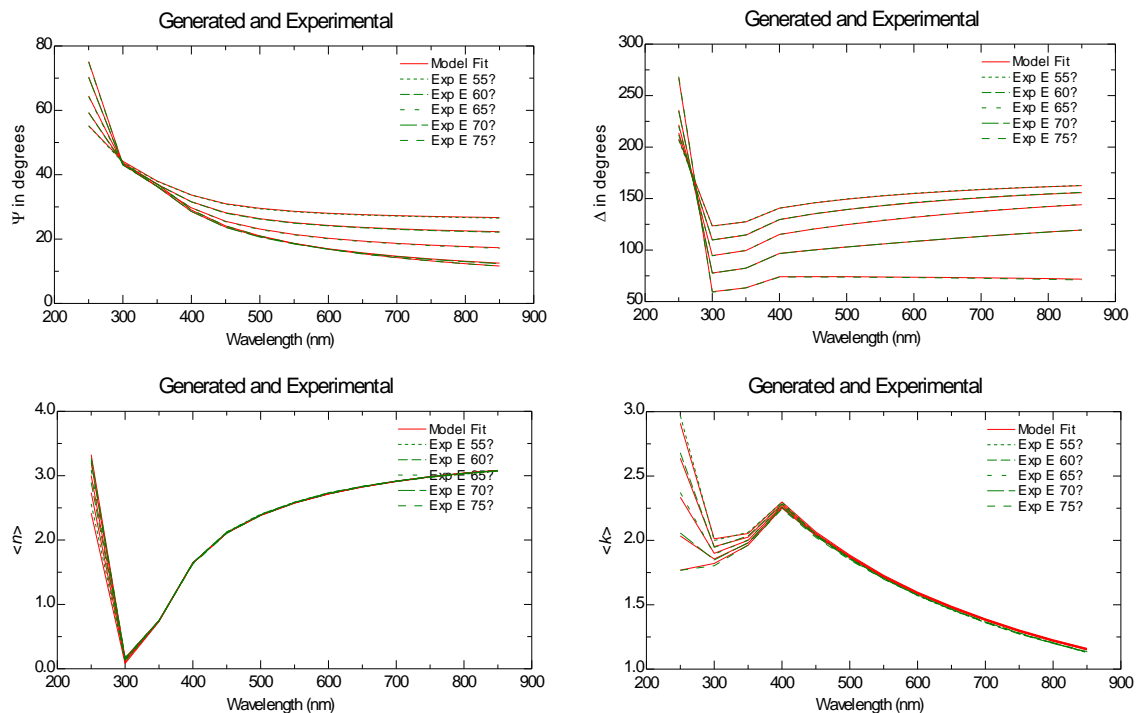 Generated and Experimental
80
60
40
20
0
Ψ in degrees
200 300 400 500 600 700 800 900
Wavelength (nm)
Model Fit
Exp E 55?
Exp E 60?
Exp E 65?
Exp E 70?
Exp E 75?
Generated and Experimental
300
250
200
150
100
50
Δ in degrees
200 300 400 500 600 700 800 900
Wavelength (nm)
Model Fit
Exp E 55?
Exp E 60?
Exp E 65?
Exp E 70?
Exp E 75?
Generated and Experimental
4.0
3.0
2.0
1.0
0.0
<n>
200 300 400 500 600 700 800 900
Wavelength (nm)
Model Fit
Exp E 55?
Exp E 60?
Exp E 65?
Exp E 70?
Exp E 75?
Generated and Experimental
3.0
2.5
2.0
1.5
1.0
<k>
200 300 400 500 600 700 800 900
Wavelength (nm)
Model Fit
Exp E 55?
Exp E 60?
Exp E 65?
Exp E 70?
Exp E 75?